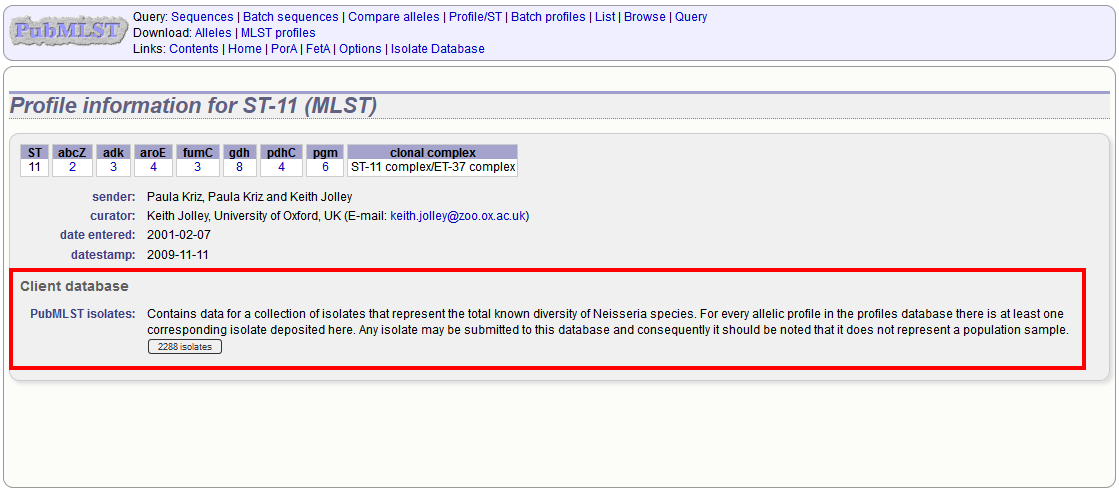 PubMLST
Query: Sequences | Batch sequences | Compare alleles | Profile/ST | Batch profiles | List | Browse | Query
Download: Alleles | MLST profiles
Links: Contents | Home | PorA | FetA | Options | Isolate Database
Profile information for ST-11 (MLST)
ST abcZ adk aroE fumC gdh pdhC pgm clonal complex
11 2 3 4 3 8 4 6 ST-11 complex/ET-37 complex
sender: Paula Kriz, Paula Kriz and Keith Jolley
curator: Keith Jolley, University of Oxford, UK (E-mail: keith.jolley@zoo.ox.ac.uk)
date entered: 2001-02-07
datestamp: 2009-11-11
Client database
PubMLST isolates: Contains data for a collection of isolates that represent the total known diversity of Neisseria species. For every allelic profile in the profiles database there is at least one
corresponding isolate deposited here. Any isolate may be submitted to this database and consequently it should be noted that it does not represent a population sample.
2288 isolates